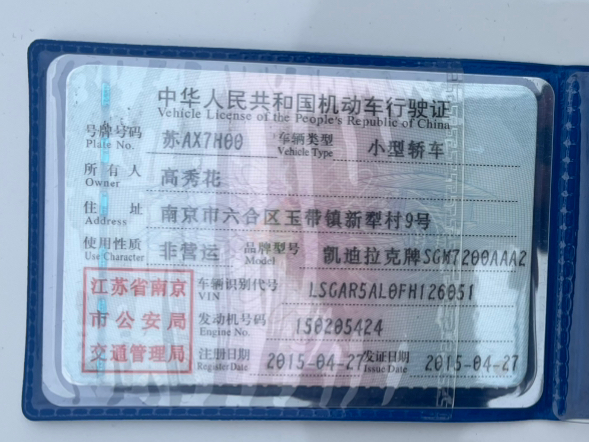 中华人民共和国机动车行驶证
Vehicle License of the People's Republic of China
号牌号码 苏AX7H00 车辆类型 小型轿车
Plate No. Vehicle Type
所有人 高秀花
Owner
住址 南京市六合区玉带镇新犁村9号
Address
使用性质 非营运 品牌型号 凯迪拉克牌SGM7200AAA2
Use Character Model
江苏省南京
市公安局
交通管理局
车辆识别代号 LSGAR5AL0FH126051
VIN
发动机号码 150205424
Engine No.
注册日期 2015-04-27 发证日期 2015-04-27
Register Date Issue Date